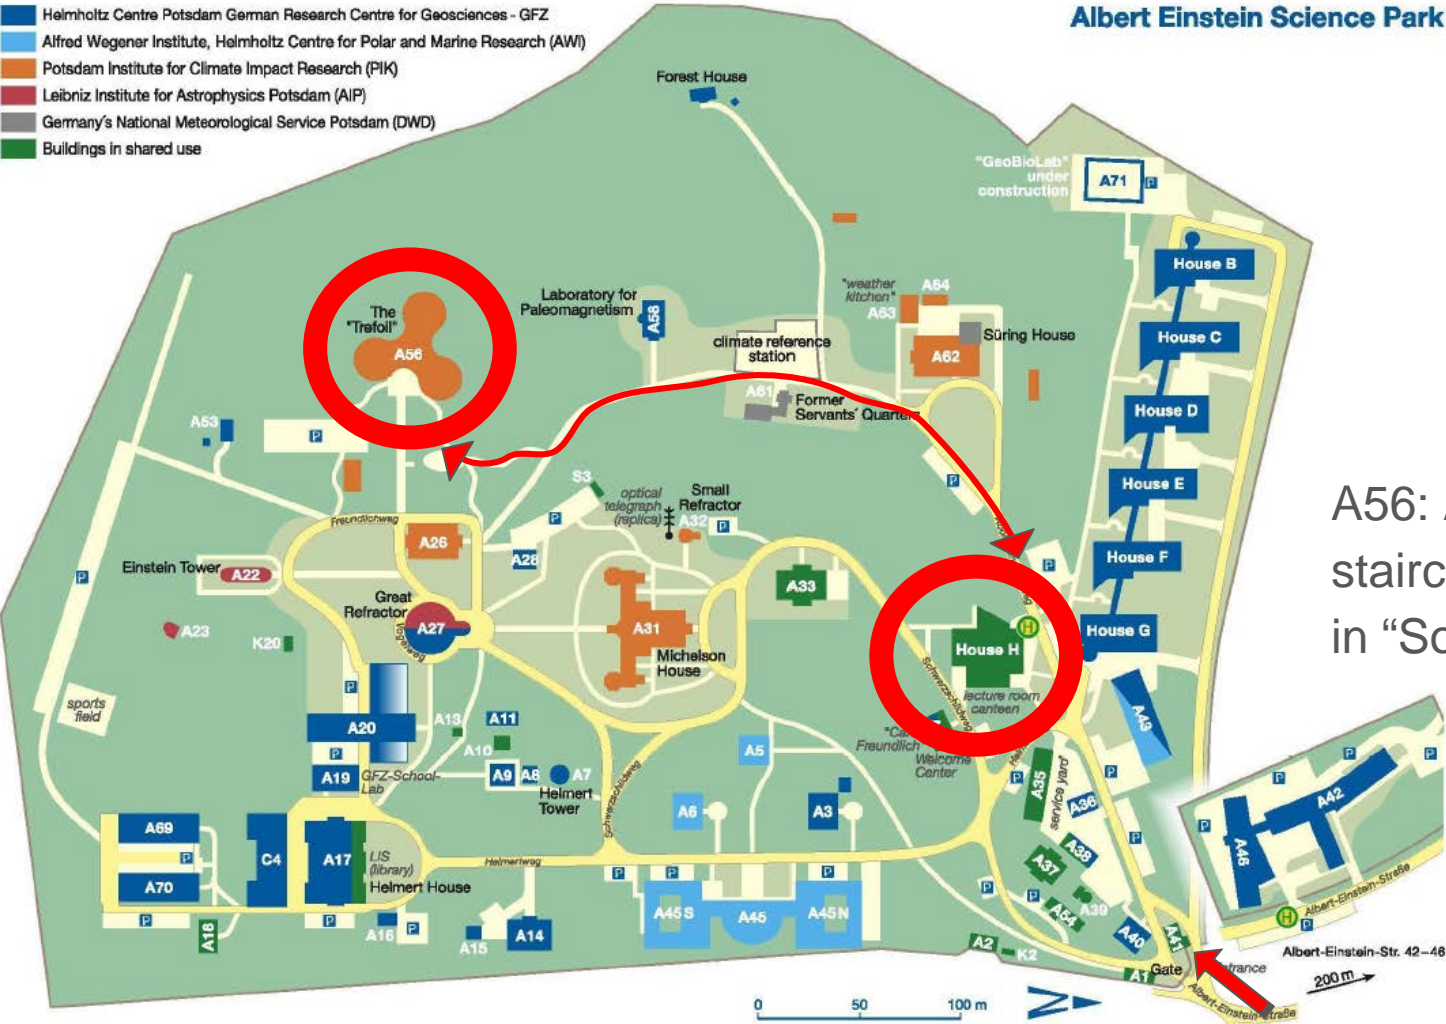 Helmholtz Centre Potsdam German Research Centre for Geosciences - GFZ
Alfred Wegener Institute, Helmholtz Centre for Polar and Marine Research (AWI)
Potsdam Institute for Climate Impact Research (PIK)
Leibniz Institute for Astrophysics Potsdam (AIP)
Germany's National Meteorological Service Potsdam (DWD)
Buildings in shared use
Albert Einstein Science Park
Forest House
"GeoBioLab"
under
construction
A71
P
House B
House C
House D
House E
House F
House G
The
"Trefoil"
A56
Laboratory for
Paleomagnetism
A58
climate reference
station
"weather
kitchen"
A54
A63
A62
Süring House
A61
Former
Servants' Quarters
A53
P
S3
P
optical
telegraph
(replica)
Small
Refractor
A32
P
P
Freundlichweg
A26
A28
Einstein Tower
A22
P
A23
K20
Great
Refractor
A27
A31
Michelson
House
A33
P
H
House H
lecture room
canteen
Schwarzschildweg
Freundlich
Welcome
Center
A56:
stairc
in "Sc
sports
field
P
A20
P
A19
GFZ-School-
Lab
A13
A11
A10
A9
A8
A7
Helmert
Tower
A5
A6
A3
Schwarzschildweg
P
A35
service yard
A43
P
A36
P
A38
A37
A39
A54
A40
A41
A42
A46
P
P
P
P
H
Albert-Einstein-Straße
Albert-Einstein-Str. 42–46
200 m
A69
P
A70
C4
A17
LIS
(library)
Helmert House
Helmertweg
P
P
A18
A16
P
A15
A14
P
P
P
A45S
A45
A45N
P
P
A2
K2
A1
Gate
Entrance
Albert-Einstein-Straße
0
50
100 m
N